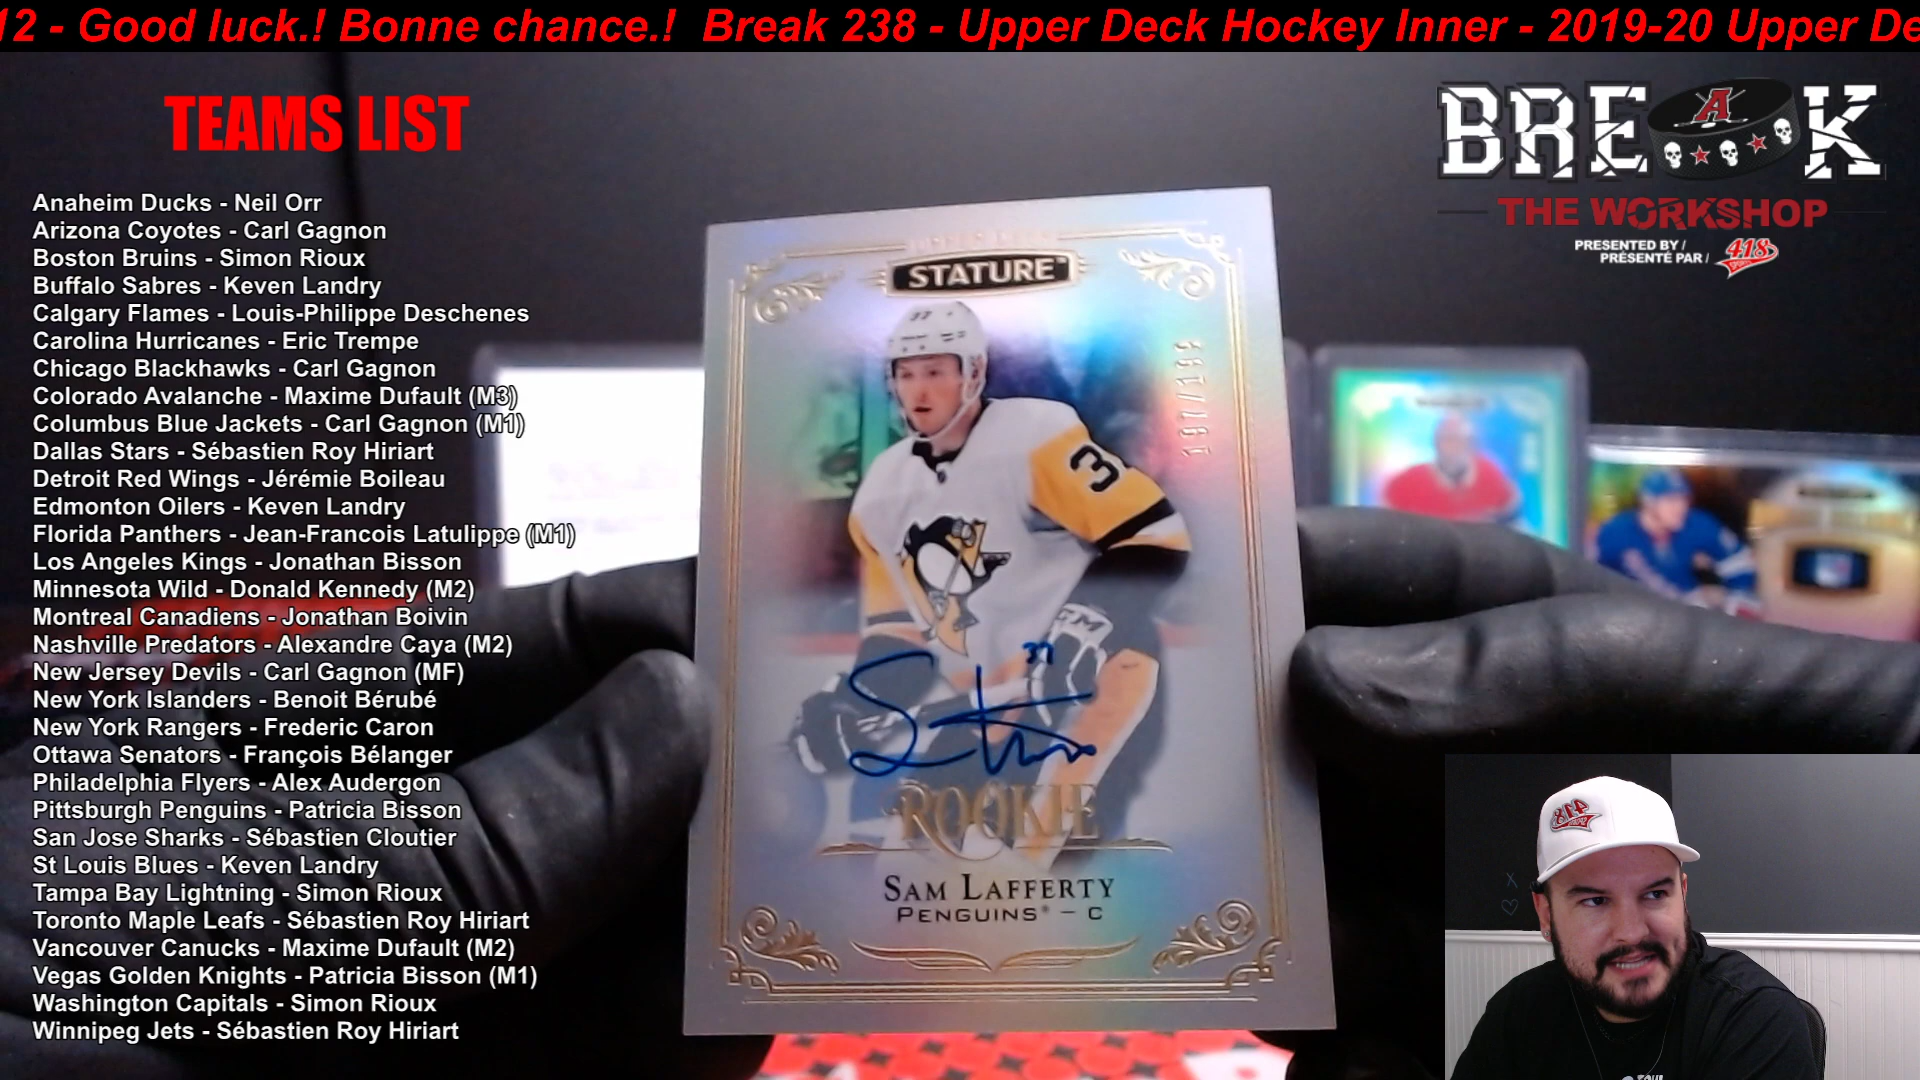 12 - Good luck.! Bonne chance.! Break 238 - Upper Deck Hockey Inner - 2019-20 Upper De
TEAMS LIST
Anaheim Ducks - Neil Orr
Arizona Coyotes - Carl Gagnon
Boston Bruins - Simon Rioux
Buffalo Sabres - Keven Landry
Calgary Flames - Louis-Philippe Deschenes
Carolina Hurricanes - Eric Trempe
Chicago Blackhawks - Carl Gagnon
Colorado Avalanche - Maxime Dufault (M3)
Columbus Blue Jackets - Carl Gagnon (M1)
Dallas Stars - Sébastien Roy Hiriart
Detroit Red Wings - Jérémie Boileau
Edmonton Oilers - Keven Landry
Florida Panthers - Jean-Francois Latulippe (M1)
Los Angeles Kings - Jonathan Bisson
Minnesota Wild - Donald Kennedy (M2)
Montreal Canadiens - Jonathan Boivin
Nashville Predators - Alexandre Caya (M2)
New Jersey Devils - Carl Gagnon (MF)
New York Islanders - Benoit Bérubé
New York Rangers - Frederic Caron
Ottawa Senators - François Bélanger
Philadelphia Flyers - Alex Audergon
Pittsburgh Penguins - Patricia Bisson
San Jose Sharks - Sébastien Cloutier
St Louis Blues - Keven Landry
Tampa Bay Lightning - Simon Rioux
Toronto Maple Leafs - Sébastien Roy Hiriart
Vancouver Canucks - Maxime Dufault (M2)
Vegas Golden Knights - Patricia Bisson (M1)
Washington Capitals - Simon Rioux
Winnipeg Jets - Sébastien Roy Hiriart
UPPER DECK
STATURE
37
3
CCM
37
ROOKIE
SAM LAFFERTY
PENGUINS® - C
BREAK
THE WORKSHOP
PRESENTED BY /
PRÉSENTÉ PAR /
418
418